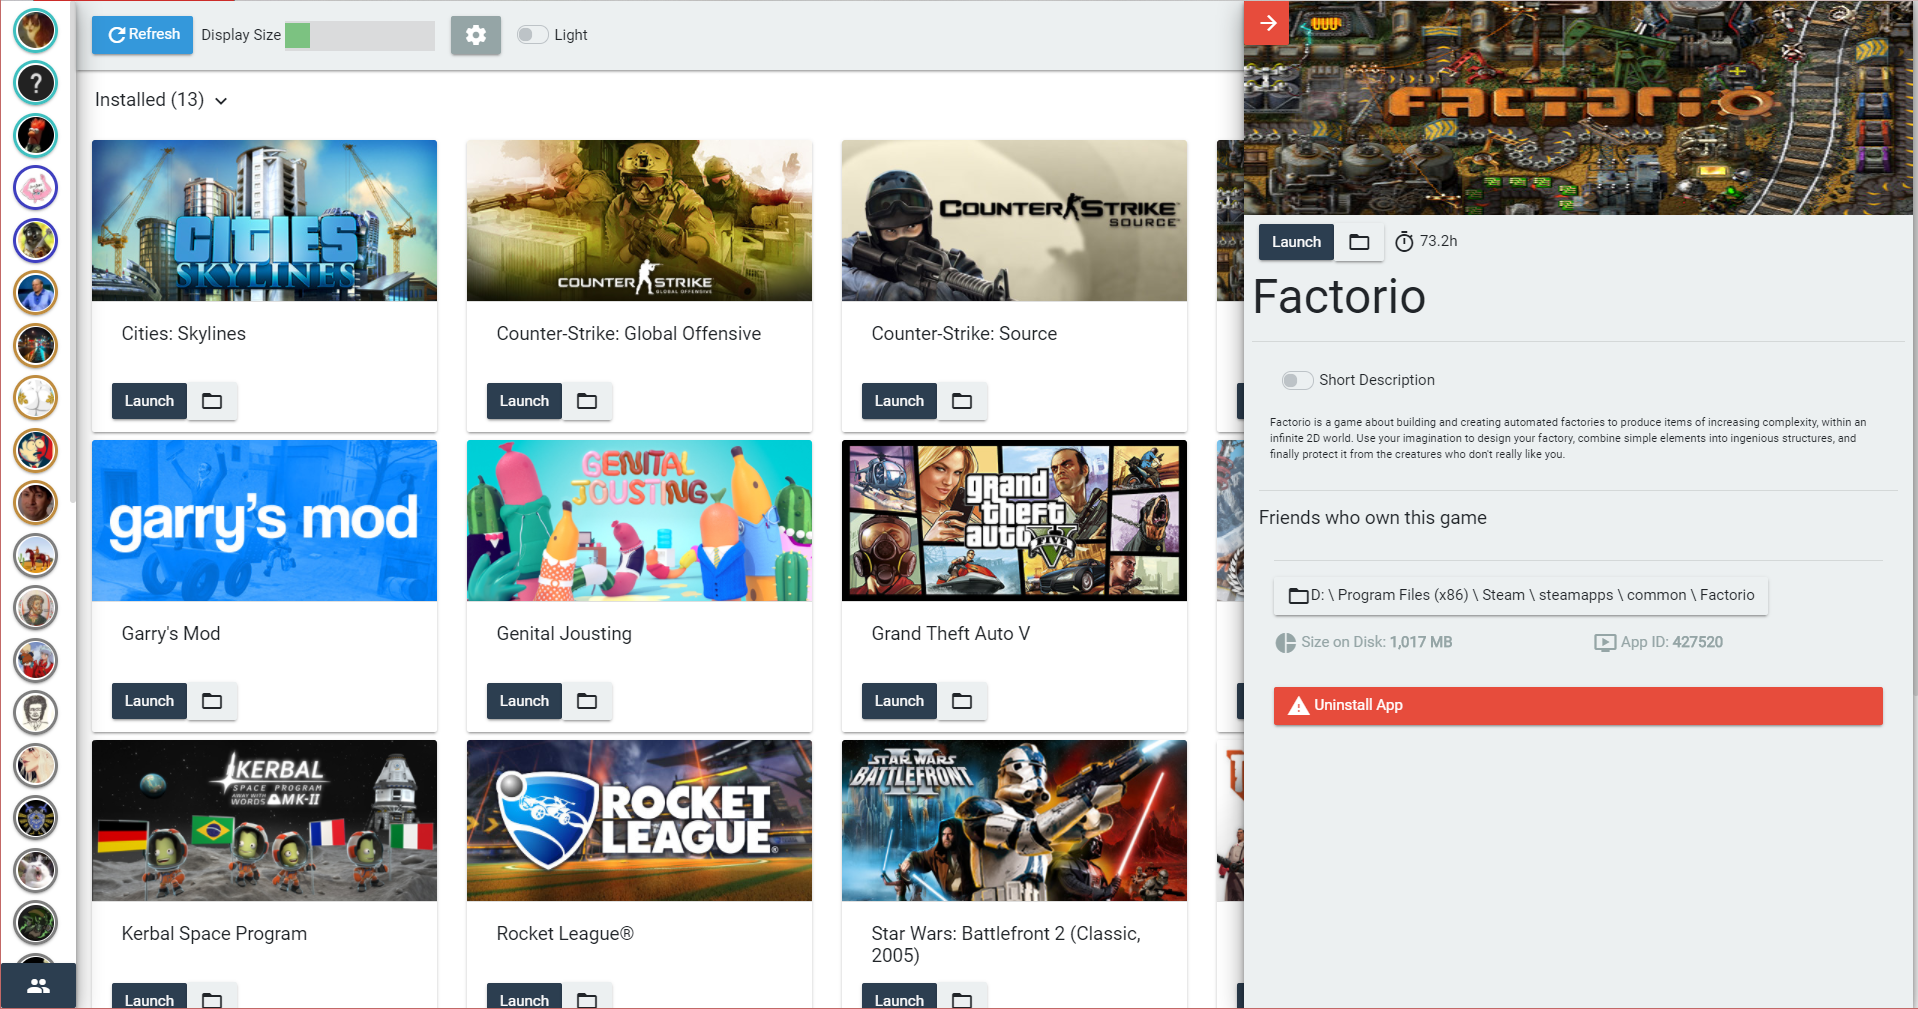 Refresh
Display Size
Light
Installed (13)
CITIES
SKYLINES
COUNTER STRIKE
GLOBAL OFFENSIVE
COUNTER STRIKE
SOURCE
Cities: Skylines
Counter-Strike: Global Offensive
Counter-Strike: Source
Launch
Launch
Launch
garry's mod
GENITAL
JOUSTING
grand
theft
auto
V
FIVE
Garry's Mod
Genital Jousting
Grand Theft Auto V
Launch
Launch
Launch
KERBAL
SPACE PROGRAM
AWAY WITH
WORDS
MK-II
ROCKET
LEAGUE
STAR WARS
BATTLEFRONT
II
Kerbal Space Program
Rocket League®
Star Wars: Battlefront 2 (Classic,
2005)
Launch
Launch
Launch
FACTORIO
Launch
73.2h
Factorio
Short Description
Factorio is a game about building and creating automated factories to produce items of increasing complexity, within an
infinite 2D world. Use your imagination to design your factory, combine simple elements into ingenious structures, and
finally protect it from the creatures who don't really like you.
Friends who own this game
D: \ Program Files (x86) \ Steam \ steamapps \ common \ Factorio
Size on Disk: 1,017 MB
App ID: 427520
Uninstall App